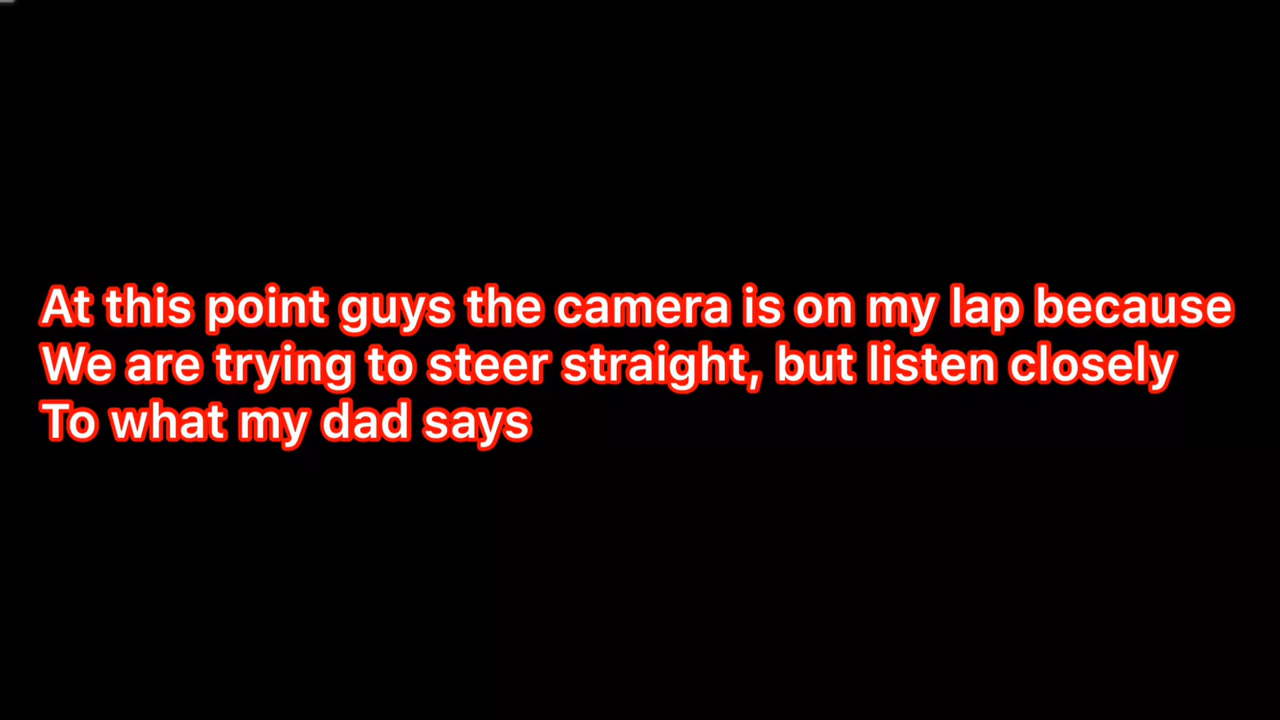 At this point guys the camera is on my lap because
We are trying to steer straight, but listen closely
To what my dad says